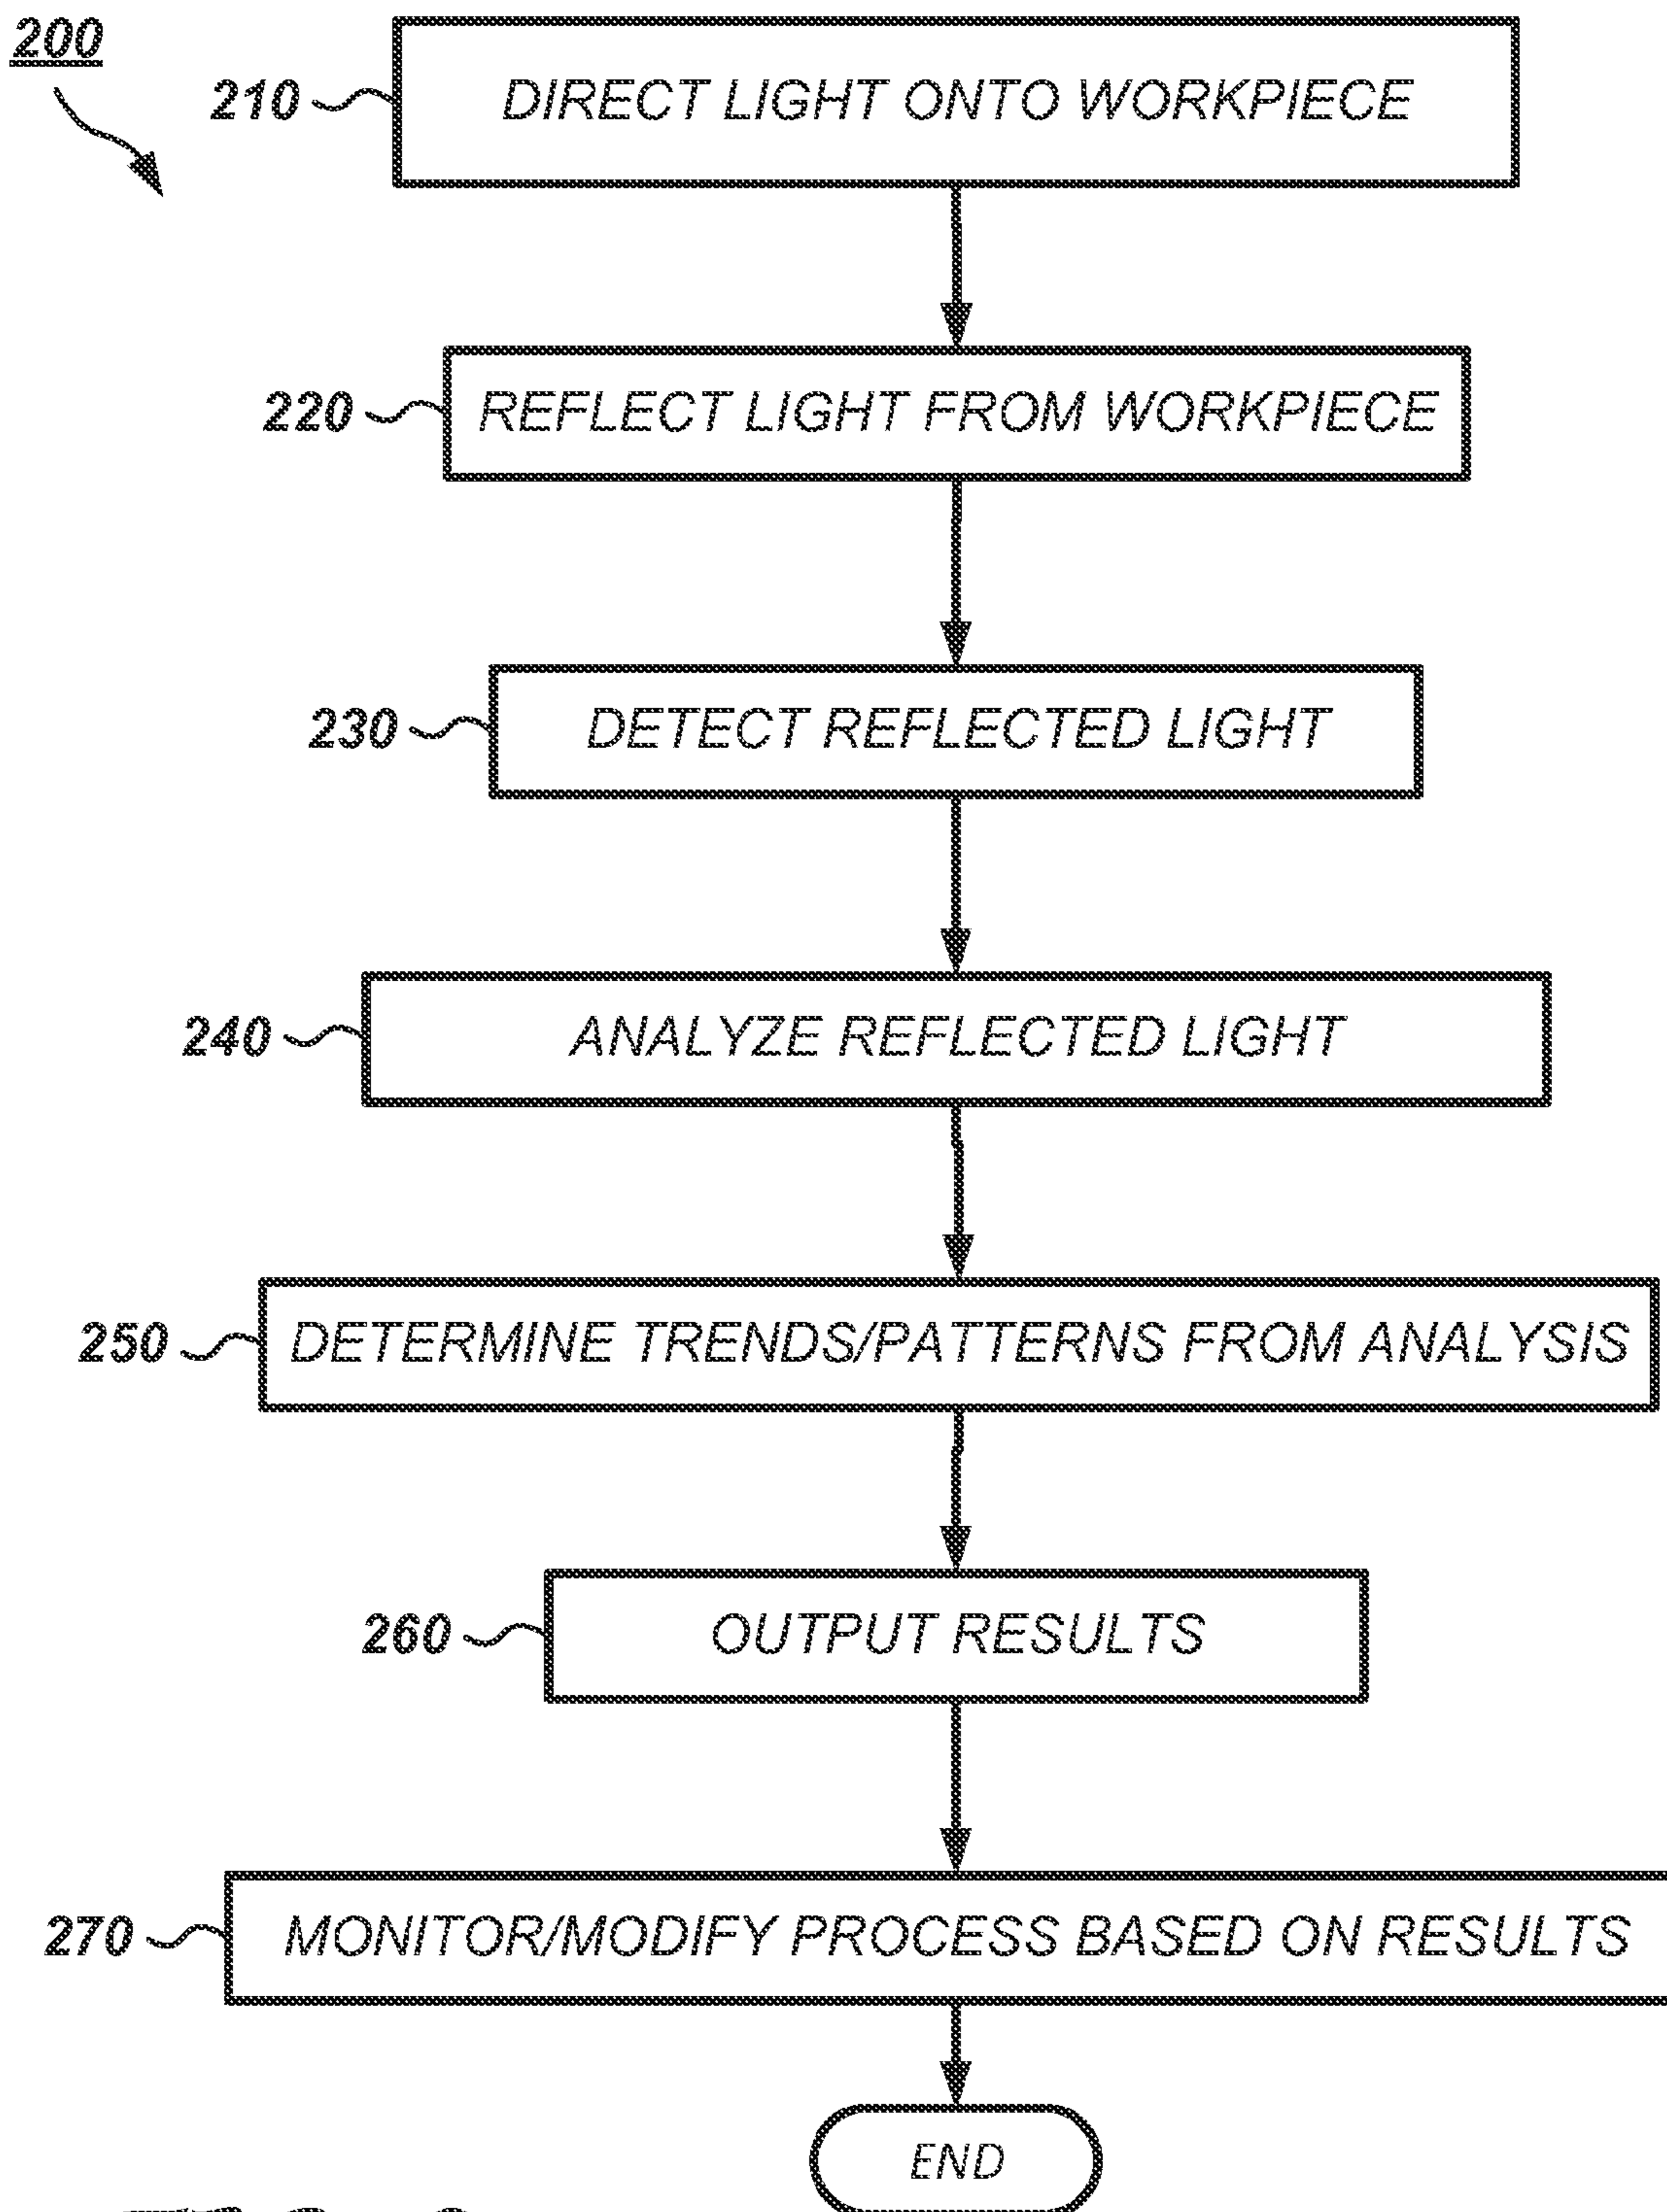 200
210 DIRECT LIGHT ONTO WORKPIECE
220 REFLECT LIGHT FROM WORKPIECE
230 DETECT REFLECTED LIGHT
240 ANALYZE REFLECTED LIGHT
250 DETERMINE TRENDS/PATTERNS FROM ANALYSIS
260 OUTPUT RESULTS
270 MONITOR/MODIFY PROCESS BASED ON RESULTS
END